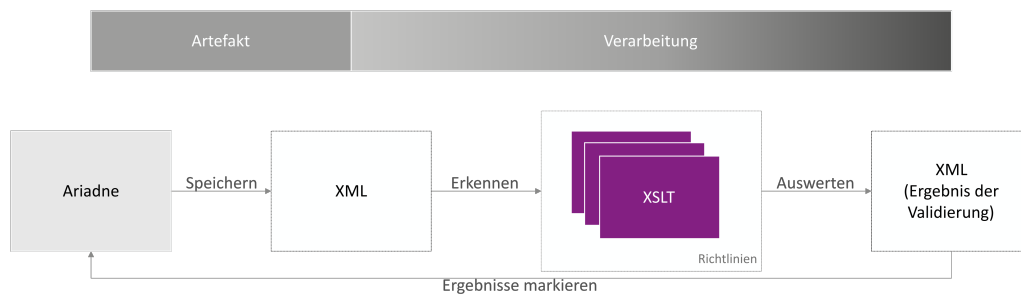 Artefakt
Verarbeitung
Ariadne
Speichern
XML
Erkennen
XSLT
Richtlinien
Auswerten
XML
(Ergebnis der
Validierung)
Ergebnisse markieren